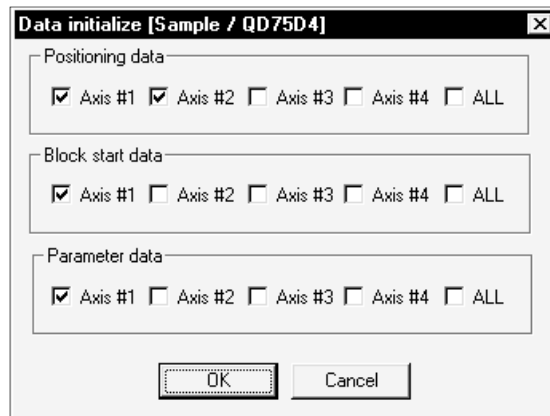 Data initialize [Sample / QD75D4]
Positioning data
Axis #1 Axis #2 Axis #3 Axis #4 ALL
Block start data
Axis #1 Axis #2 Axis #3 Axis #4 ALL
Parameter data
Axis #1 Axis #2 Axis #3 Axis #4 ALL
OK Cancel